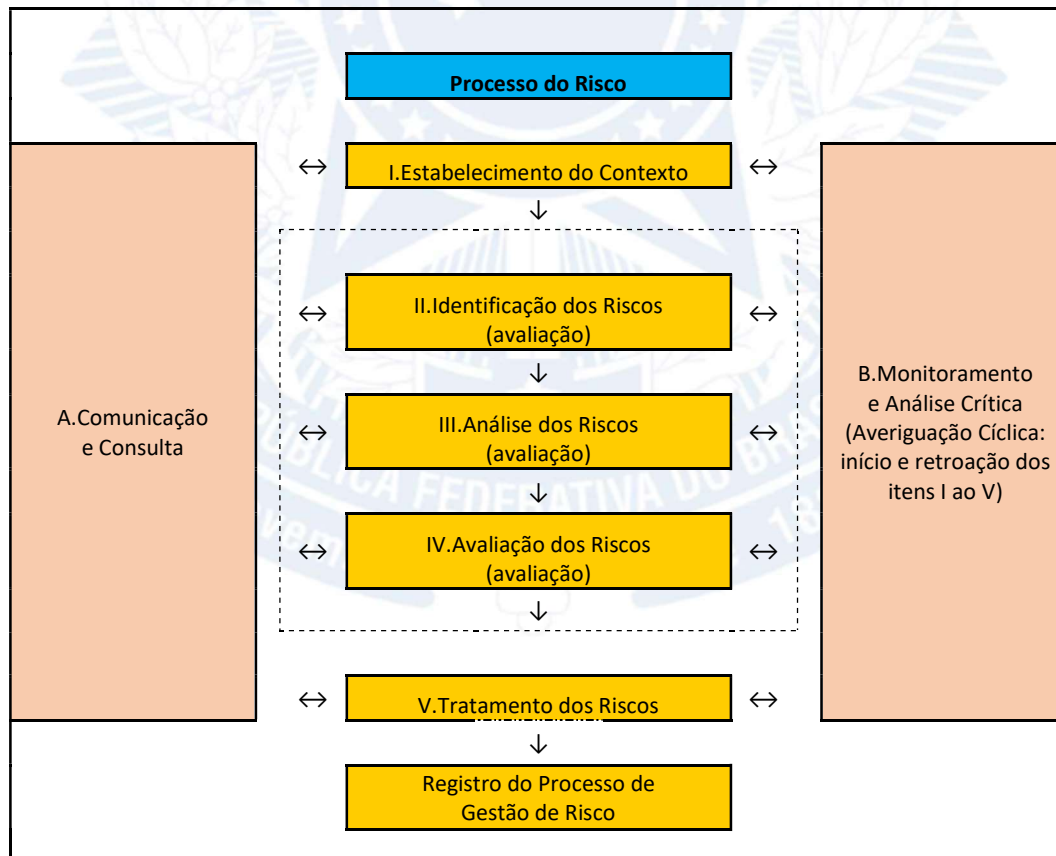 Processo do Risco
↔ I.Estabelecimento do Contexto ↔
↓
↔ II.Identificação dos Riscos ↔
(avaliação)
↓
A.Comunicação
e Consulta
↔ III.Análise dos Riscos ↔
(avaliação)
↓
B.Monitoramento
e Análise Crítica
(Averiguação Cíclica:
início e retroação dos
itens I ao V)
↔ IV.Avaliação dos Riscos ↔
(avaliação)
↓
↔ V.Tratamento dos Riscos ↔
↓
Registro do Processo de
Gestão de Risco